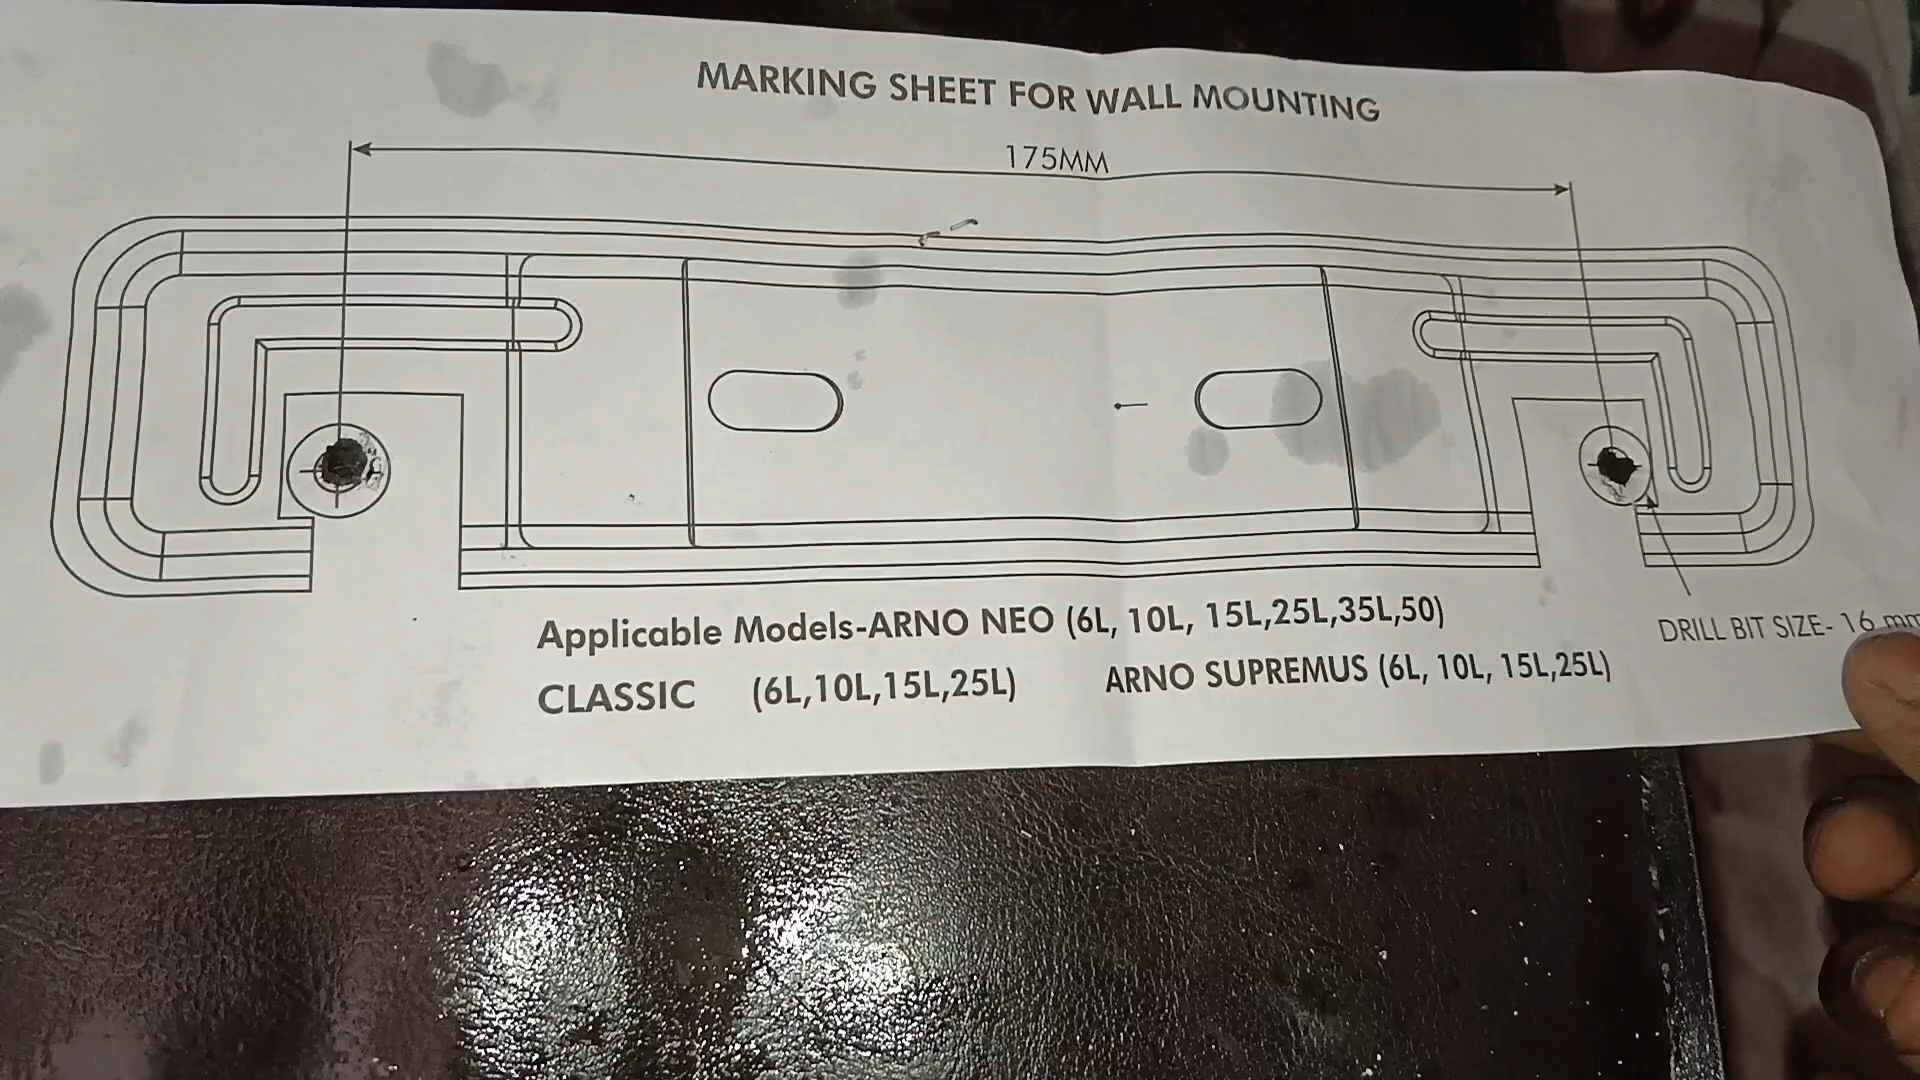 MARKING SHEET FOR WALL MOUNTING
175MM
Applicable Models-ARNO NEO (6L, 10L, 15L,25L,35L,50)
CLASSIC (6L,10L,15L,25L) ARNO SUPREMUS (6L, 10L, 15L,25L)
DRILL BIT SIZE- 16 mm